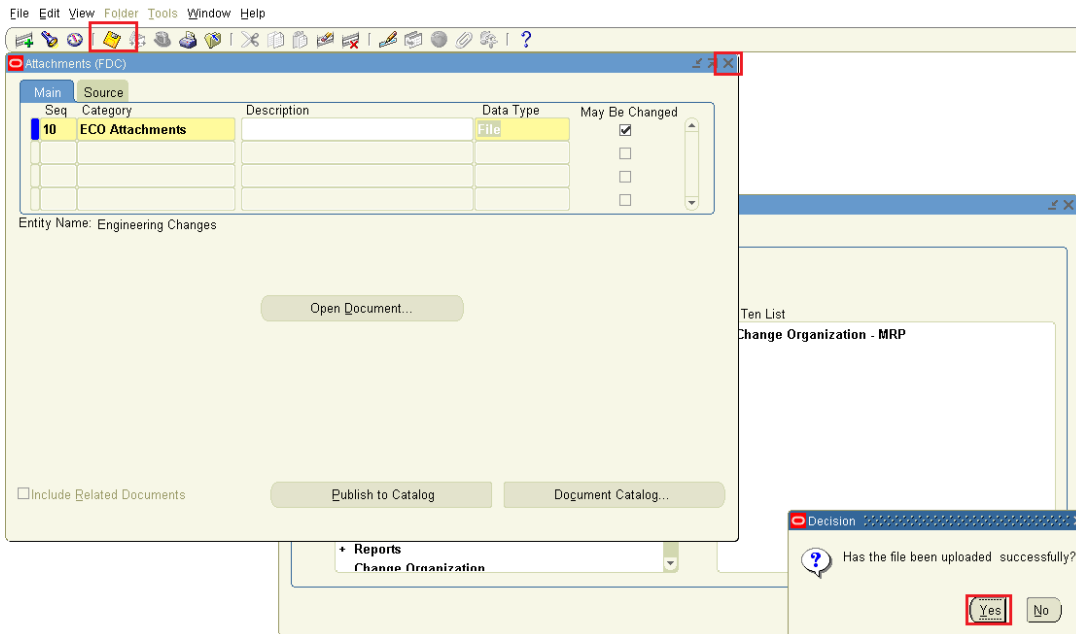 File Edit View Folder Tools Window Help
Attachments (FDC)
Main Source
Seq Category Description Data Type May Be Changed
10 ECO Attachments File
Entity Name: Engineering Changes
Open Document...
Ten List
Change Organization - MRP
Include Related Documents Publish to Catalog Document Catalog...
Decision
+ Reports
Has the file been uploaded successfully?
Change Organization
Yes No